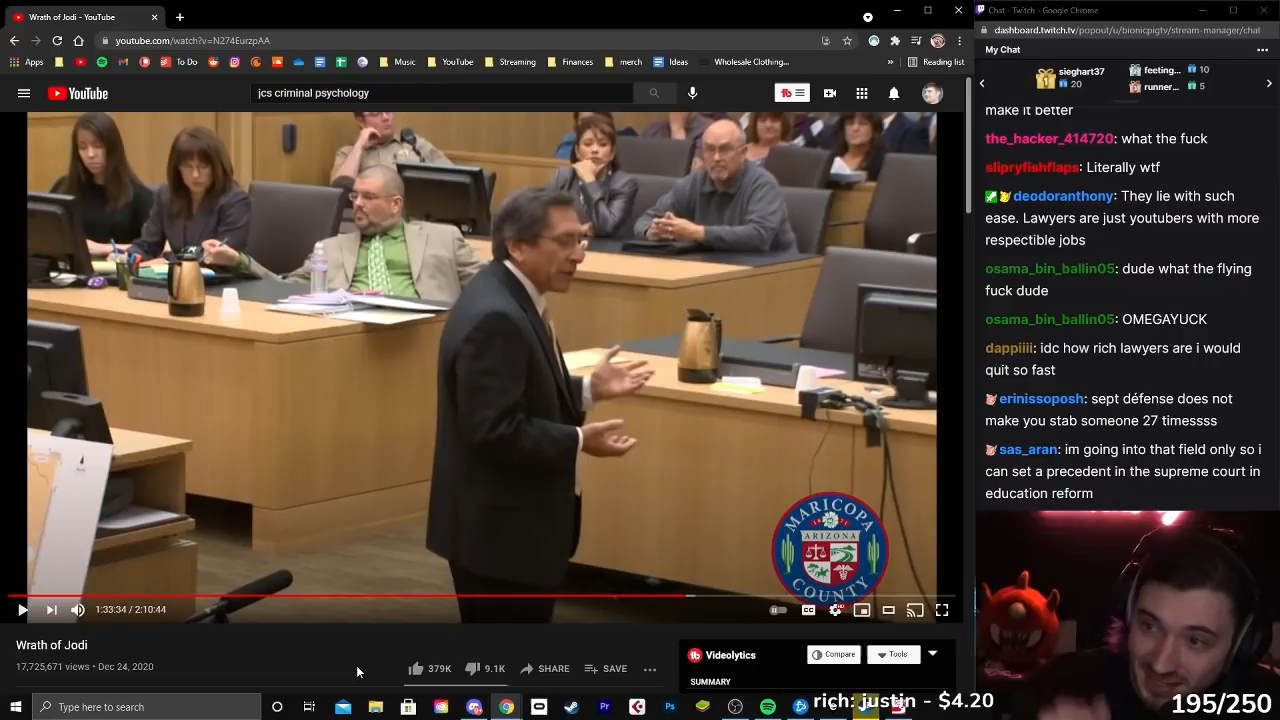 Wrath of Jodi - YouTube
youtube.com/watch?v=N274EurzpAA
Apps
To Do
Music
YouTube
Streaming
Finances
merch
Ideas
Wholesale Clothing...
Reading list
YouTube
jcs criminal psychology
MARICOPA
ARIZONA
COUNTY
1:33:34 / 2:10:44
Wrath of Jodi
17,725,671 views • Dec 24, 2020
379K
9.1K
SHARE
SAVE
Videolytics
Compare
Tools
SUMMARY
Type here to search
Chat - Twitch - Google Chrome
dashboard.twitch.tv/popout/u/bionicpigtv/stream-manager/chat
My Chat
sieghart37
20
feeting... 10
runner... 5
make it better
the_hacker_414720: what the fuck
slipryfishflaps: Literally wtf
deodoranthony: They lie with such
ease. Lawyers are just youtubers with more
respectible jobs
osama_bin_ballin05: dude what the flying
fuck dude
osama_bin_ballin05: OMEGAYUCK
dappiiii: idc how rich lawyers are i would
quit so fast
erinissoposh: sept défense does not
make you stab someone 27 timessss
sas_aran: im going into that field only so i
can set a precedent in the supreme court in
education reform
rich: justin - $4.20
195/250